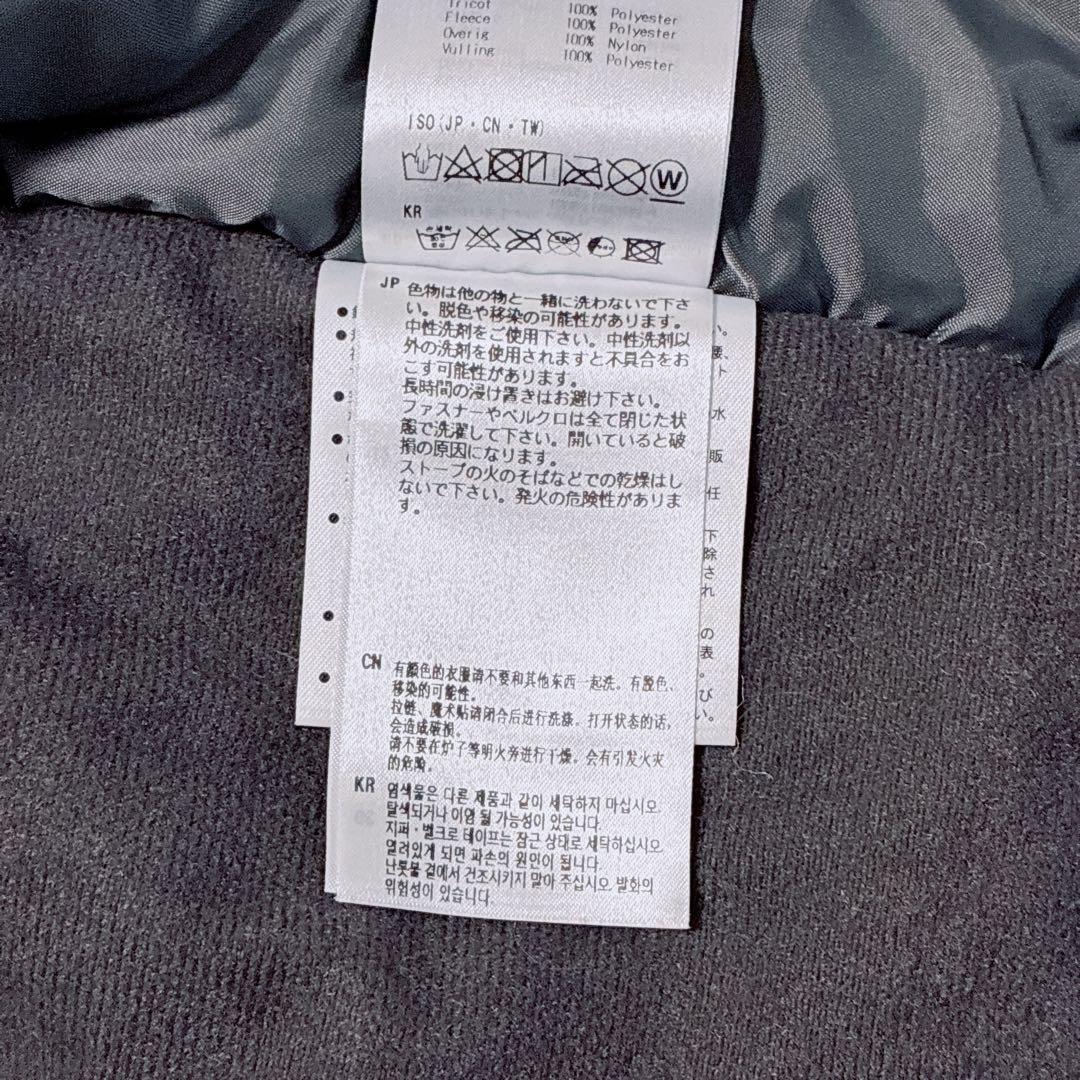 Tricot 100% Polyester
Fleece 100% Polyester
Overig 100% Nylon
Vulling 100% Polyester
ISO(JP・CN・TW)
W
KR
JP 色物は他の物と一緒に洗わないで下さ
い。脱色や移染の可能性があります。
中性洗剤をご使用下さい。中性洗剤以
外の洗剤を使用されますと不具合をお
こす可能性があります。
長時間の浸け置きはお避け下さい。
ファスナーやベルクロは全て閉じた状
態で洗濯して下さい。開いていると破
損の原因になります。
ストーブの火のそばなどでの乾燥はし
ないで下さい。発火の危険性がありま
す。
い。
腰、
ト
水
販
任
下
除
され
の
表
。
び
い。
CN 有颜色的衣服请不要和其他东西一起洗。有脱色、
移染的可能性。
拉链、魔术贴请闭合后进行洗涤。打开状态的话，
会造成破损。
请不要在炉子等明火旁进行干燥。会有引发火灾
的危险。
KR 염색물은 다른 제품과 같이 세탁하지 마십시오.
탈색되거나 이염 될 가능성이 있습니다.
지퍼・벨크로 테이프는 잠근 상태로 세탁하십시오.
열려있게 되면 파손의 원인이 됩니다.
난롯불 곁에서 건조시키지 말아 주십시오. 발화의
위험성이 있습니다.